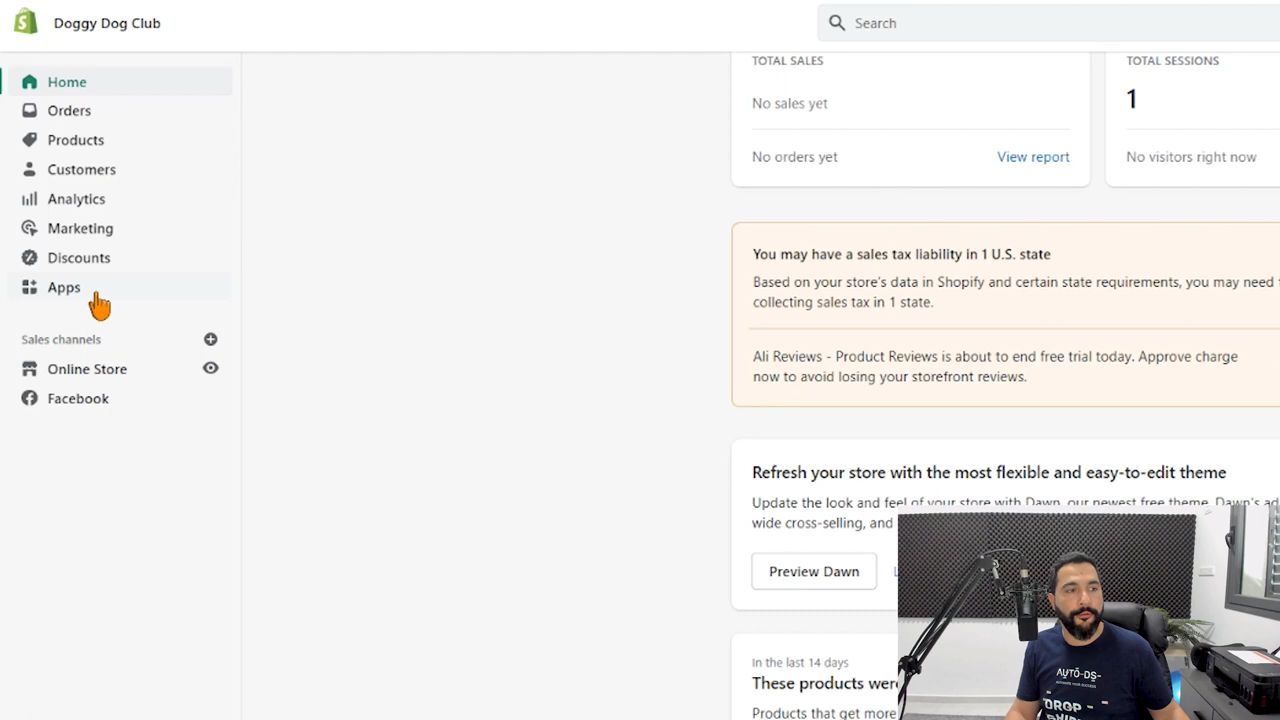 Doggy Dog Club
Search
Home
Orders
Products
Customers
Analytics
Marketing
Discounts
Apps
Sales channels
Online Store
Facebook
TOTAL SALES
No sales yet
No orders yet
View report
TOTAL SESSIONS
1
No visitors right now
You may have a sales tax liability in 1 U.S. state
Based on your store's data in Shopify and certain state requirements, you may need
collecting sales tax in 1 state.
Ali Reviews - Product Reviews is about to end free trial today. Approve charge
now to avoid losing your storefront reviews.
Refresh your store with the most flexible and easy-to-edit theme
Update the look and feel of your store with Dawn, our newest free theme. Dawn's
wide cross-selling, and
Preview Dawn
In the last 14 days
These products were
Products that get more
AUTO-DS
DROP